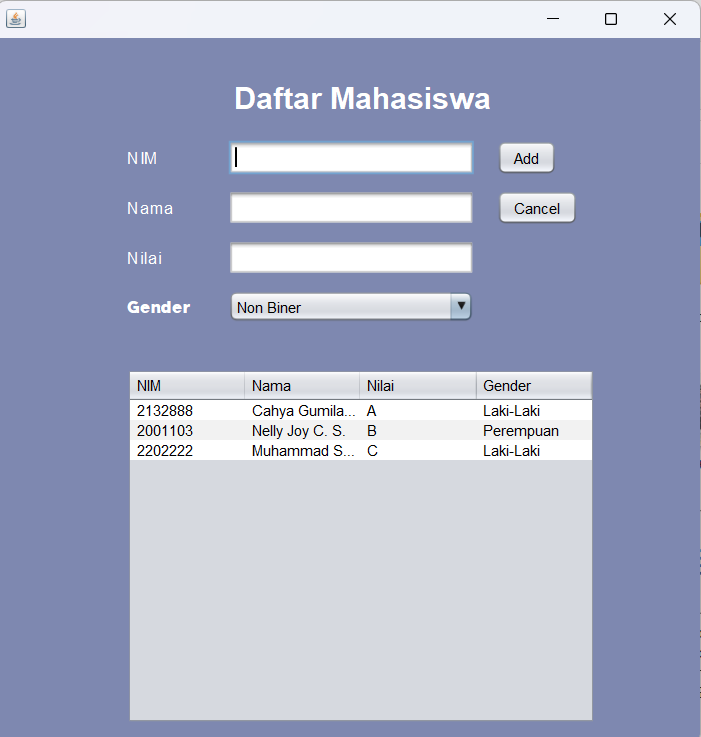 Daftar Mahasiswa
NIM Add
Nama Cancel
Nilai
Gender Non Biner
NIM Nama Nilai Gender
2132888 Cahya Gumila... A Laki-Laki
2001103 Nelly Joy C. S. B Perempuan
2202222 Muhammad S... C Laki-Laki